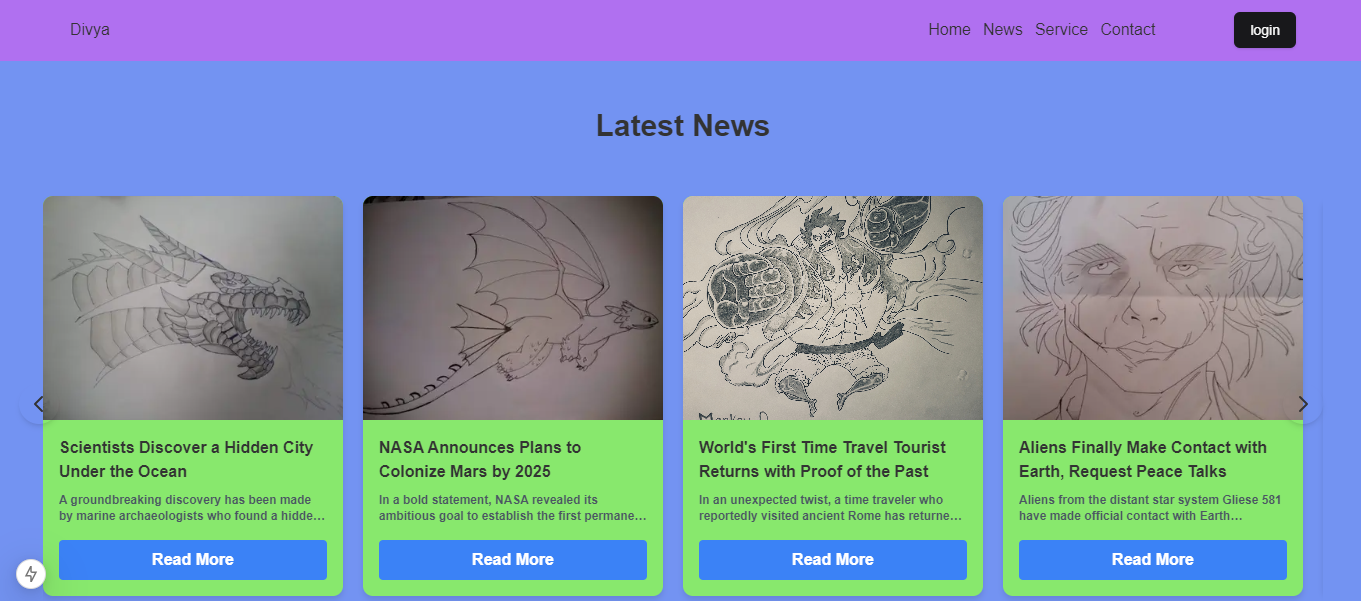 Divya
Home News Service Contact
login
Latest News
Scientists Discover a Hidden City
Under the Ocean
A groundbreaking discovery has been made
by marine archaeologists who found a hidde...
Read More
NASA Announces Plans to
Colonize Mars by 2025
In a bold statement, NASA revealed its
ambitious goal to establish the first permane...
Read More
Monkey D
World's First Time Travel Tourist
Returns with Proof of the Past
In an unexpected twist, a time traveler who
reportedly visited ancient Rome has returne...
Read More
Aliens Finally Make Contact with
Earth, Request Peace Talks
Aliens from the distant star system Gliese 581
have made official contact with Earth...
Read More